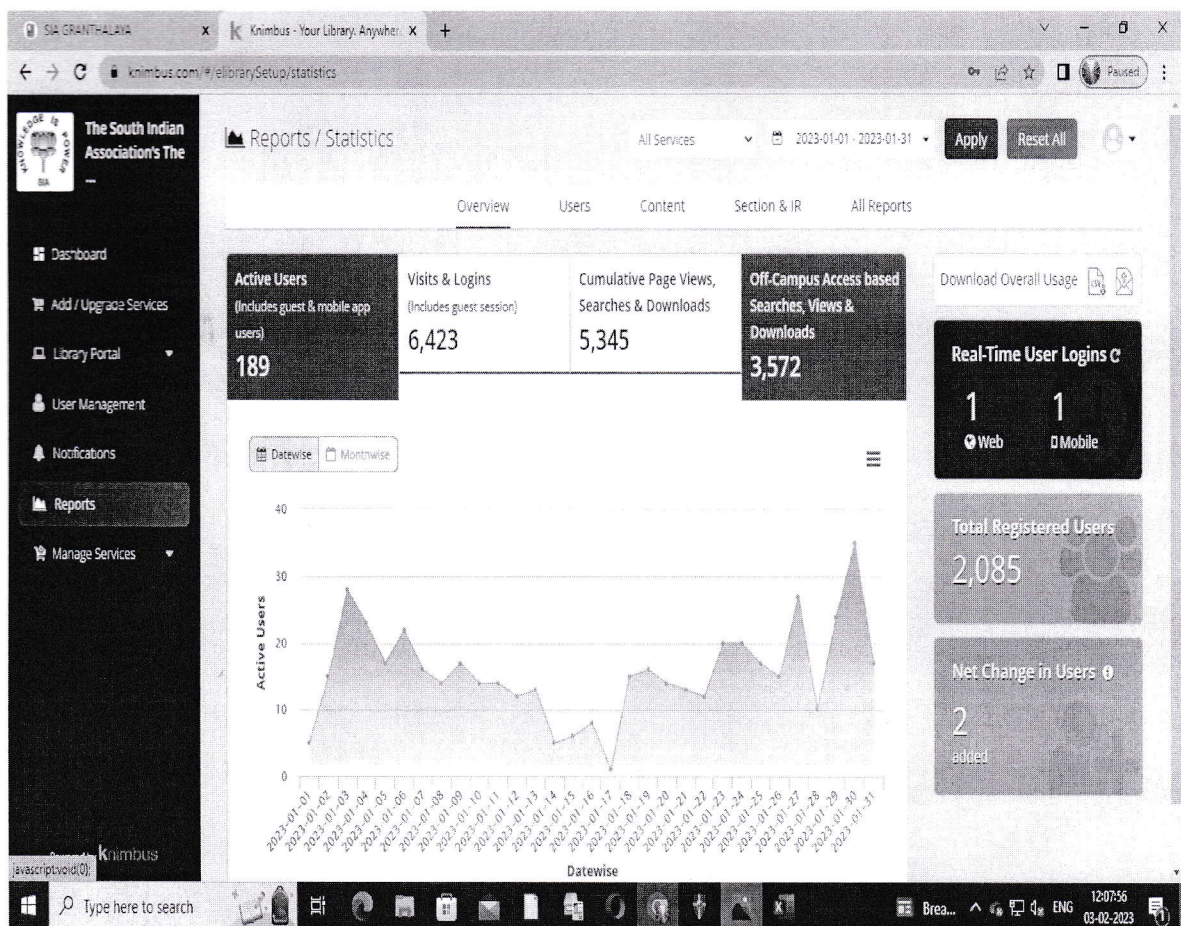 SIA GRANTHALAYA
Knimbus - Your Library. Anywher
knimbus.com/#/elibrarySetup/statistics
Paused
KNOWLEDGE IS POWER
SIA
The South Indian
Association's The
...
Reports / Statistics
All Services
2023-01-01 - 2023-01-31
Apply
Reset All
Overview
Users
Content
Section & IR
All Reports
Dashboard
Add / Upgrade Services
Library Portal
User Management
Notifications
Reports
Manage Services
Active Users
(Includes guest & mobile app
users)
189
Visits & Logins
(Includes guest session)
6,423
Cumulative Page Views,
Searches & Downloads
5,345
Off-Campus Access based
Searches, Views &
Downloads
3,572
Download Overall Usage
CSV
Real-Time User Logins
1
Web
1
Mobile
Total Registered Users
2,085
Net Change in Users
2
added
Datewise
Monthwise
Active Users
40
30
20
10
0
2023-01-01
2023-01-02
2023-01-03
2023-01-04
2023-01-05
2023-01-06
2023-01-07
2023-01-08
2023-01-09
2023-01-10
2023-01-11
2023-01-12
2023-01-13
2023-01-14
2023-01-15
2023-01-16
2023-01-17
2023-01-18
2023-01-19
2023-01-20
2023-01-21
2023-01-22
2023-01-23
2023-01-24
2023-01-25
2023-01-26
2023-01-27
2023-01-28
2023-01-29
2023-01-30
2023-01-31
Datewise
knimbus
javascript:void(0);
Type here to search
Brea...
ENG
12:07:56
03-02-2023
1